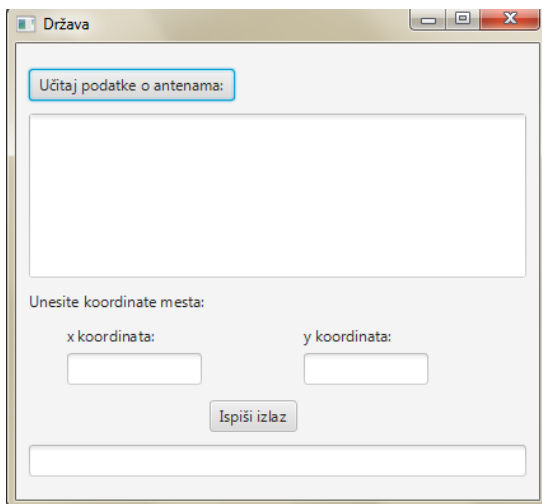 Država
Učitaj podatke o antenama:
Unesite koordinate mesta:
x koordinata:
y koordinata:
Ispiši izlaz